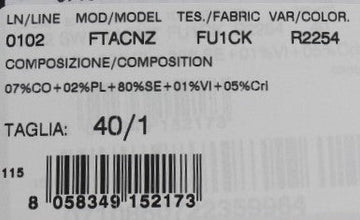 LN/LINE MOD/MODEL TES./FABRIC VAR/COLOR.
0102 FTACNZ FU1CK R2254
COMPOSIZIONE/COMPOSITION
07%CO+02%PL+80%SE+01%VI+05%Crl
TAGLIA: 40/1
115
8 058349 152173